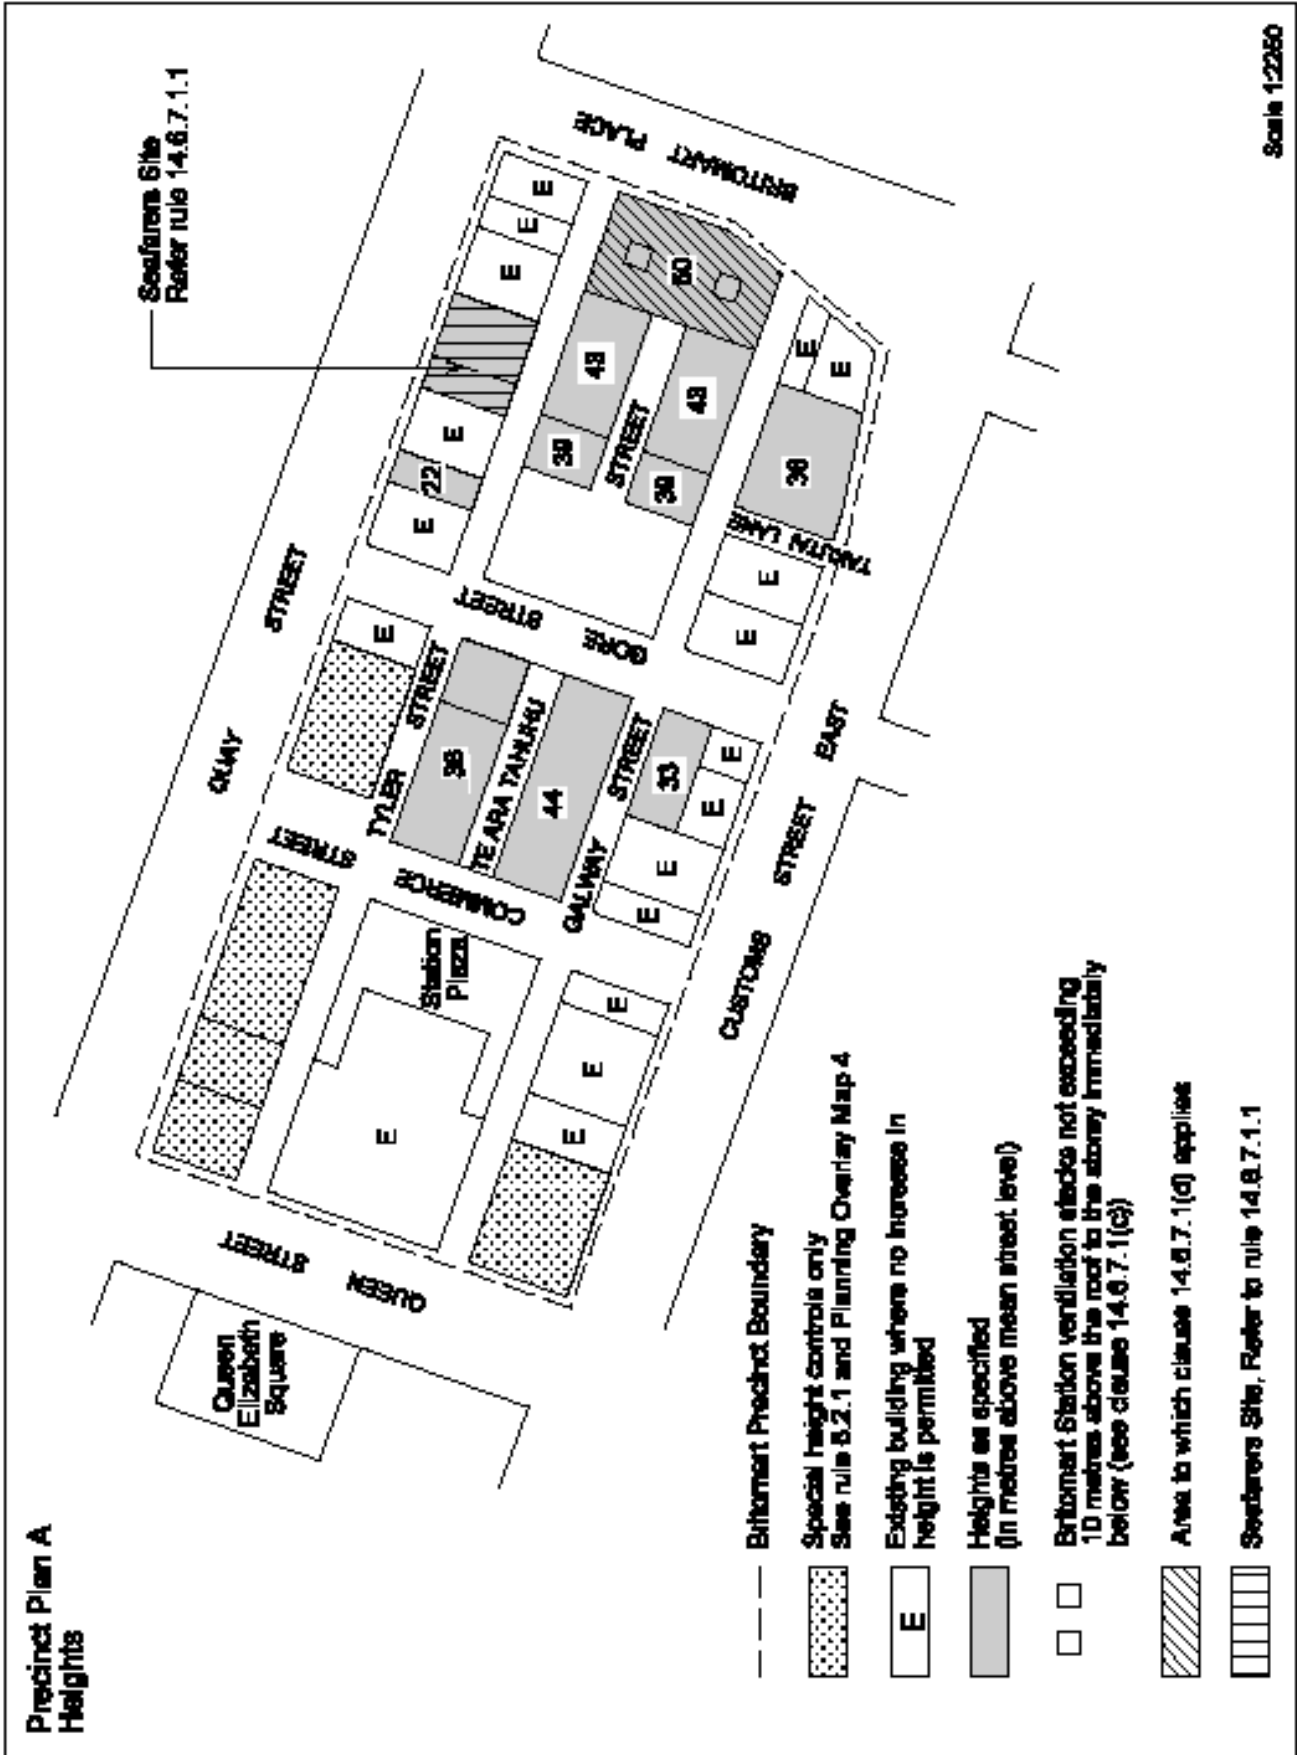 Precinct Plan A
Heights
Seafarers Site
Refer rule 14.6.7.1.1
QUAY STREET
BRITOMART PLACE
E
22
E
E
E
E
39
43
50
STREET
39
43
E
E
38
TAKUTAI LANE
E
E
GORE STREET
E
TYLER STREET
TE ARA TAHUHU
44
GALWAY STREET
33
E
E
E
E
COMMERCE STREET
Station
Plaza
E
E
E
E
CUSTOMS STREET EAST
QUEEN STREET
Queen
Elizabeth
Square
Britomart Precinct Boundary
Special height controls only
See rule 6.2.1 and Planning Overlay Map 4
E
Existing building where no increase in
height is permitted
Heights as specified
(in metres above mean street level)
Britomart Station ventilation stacks not exceeding
10 metres above the roof to the storey immediately
below (see clause 14.6.7.1(c))
Area to which clause 14.6.7.1(d) applies
Seafarers Site, Refer to rule 14.6.7.1.1
Scale 1:2250